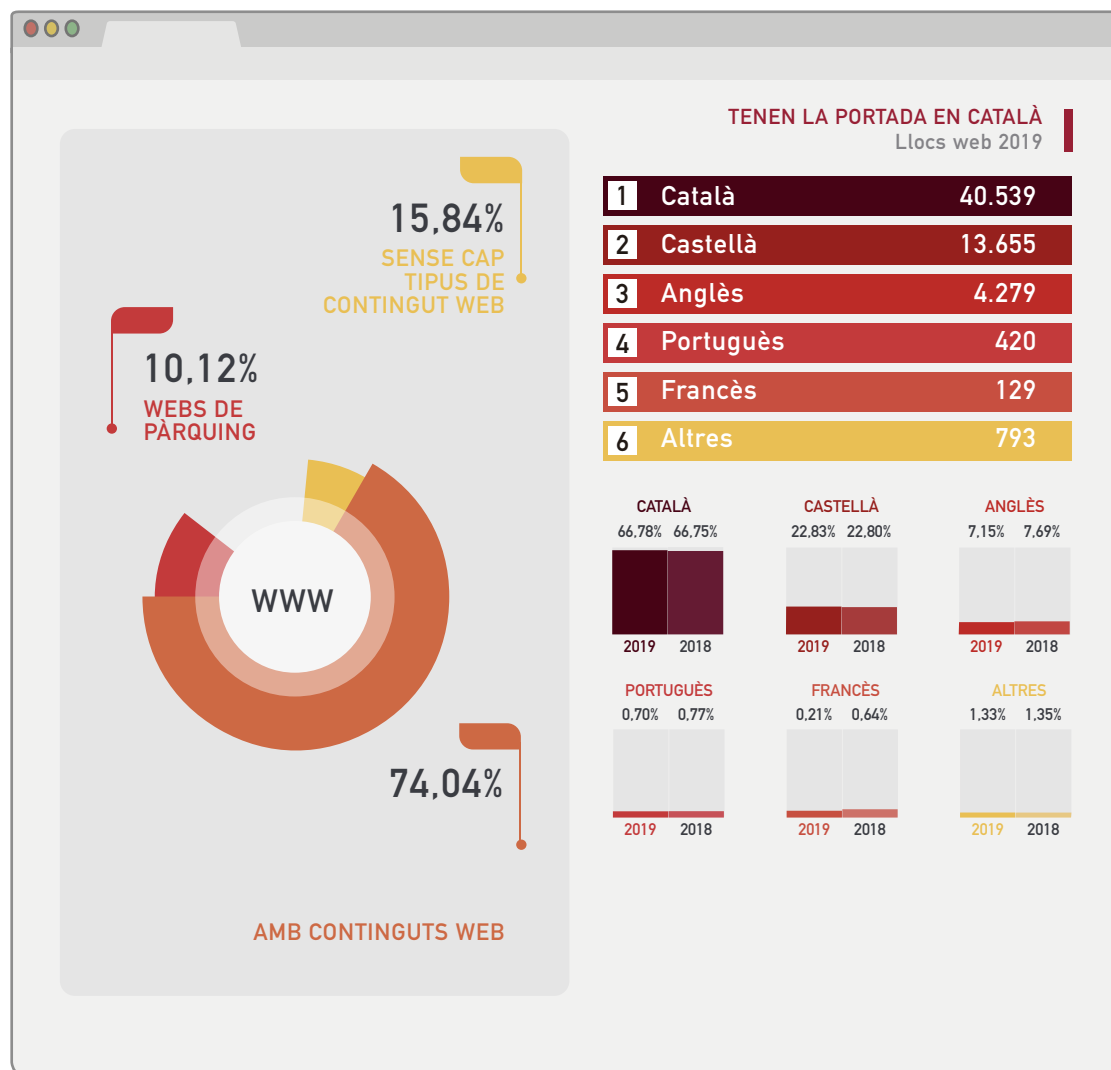 15,84%
SENSE CAP
TIPUS DE
CONTINGUT WEB
10,12%
WEBS DE
PÀRQUING
WWW
74,04%
AMB CONTINGUTS WEB
TENEN LA PORTADA EN CATALÀ
Llocs web 2019
1 Català 40.539
2 Castellà 13.655
3 Anglès 4.279
4 Portuguès 420
5 Francès 129
6 Altres 793
CATALÀ CASTELLÀ ANGLÈS
66,78% 66,75% 22,83% 22,80% 7,15% 7,69%
2019 2018 2019 2018 2019 2018
PORTUGUÈS FRANCÈS ALTRES
0,70% 0,77% 0,21% 0,64% 1,33% 1,35%
2019 2018 2019 2018 2019 2018